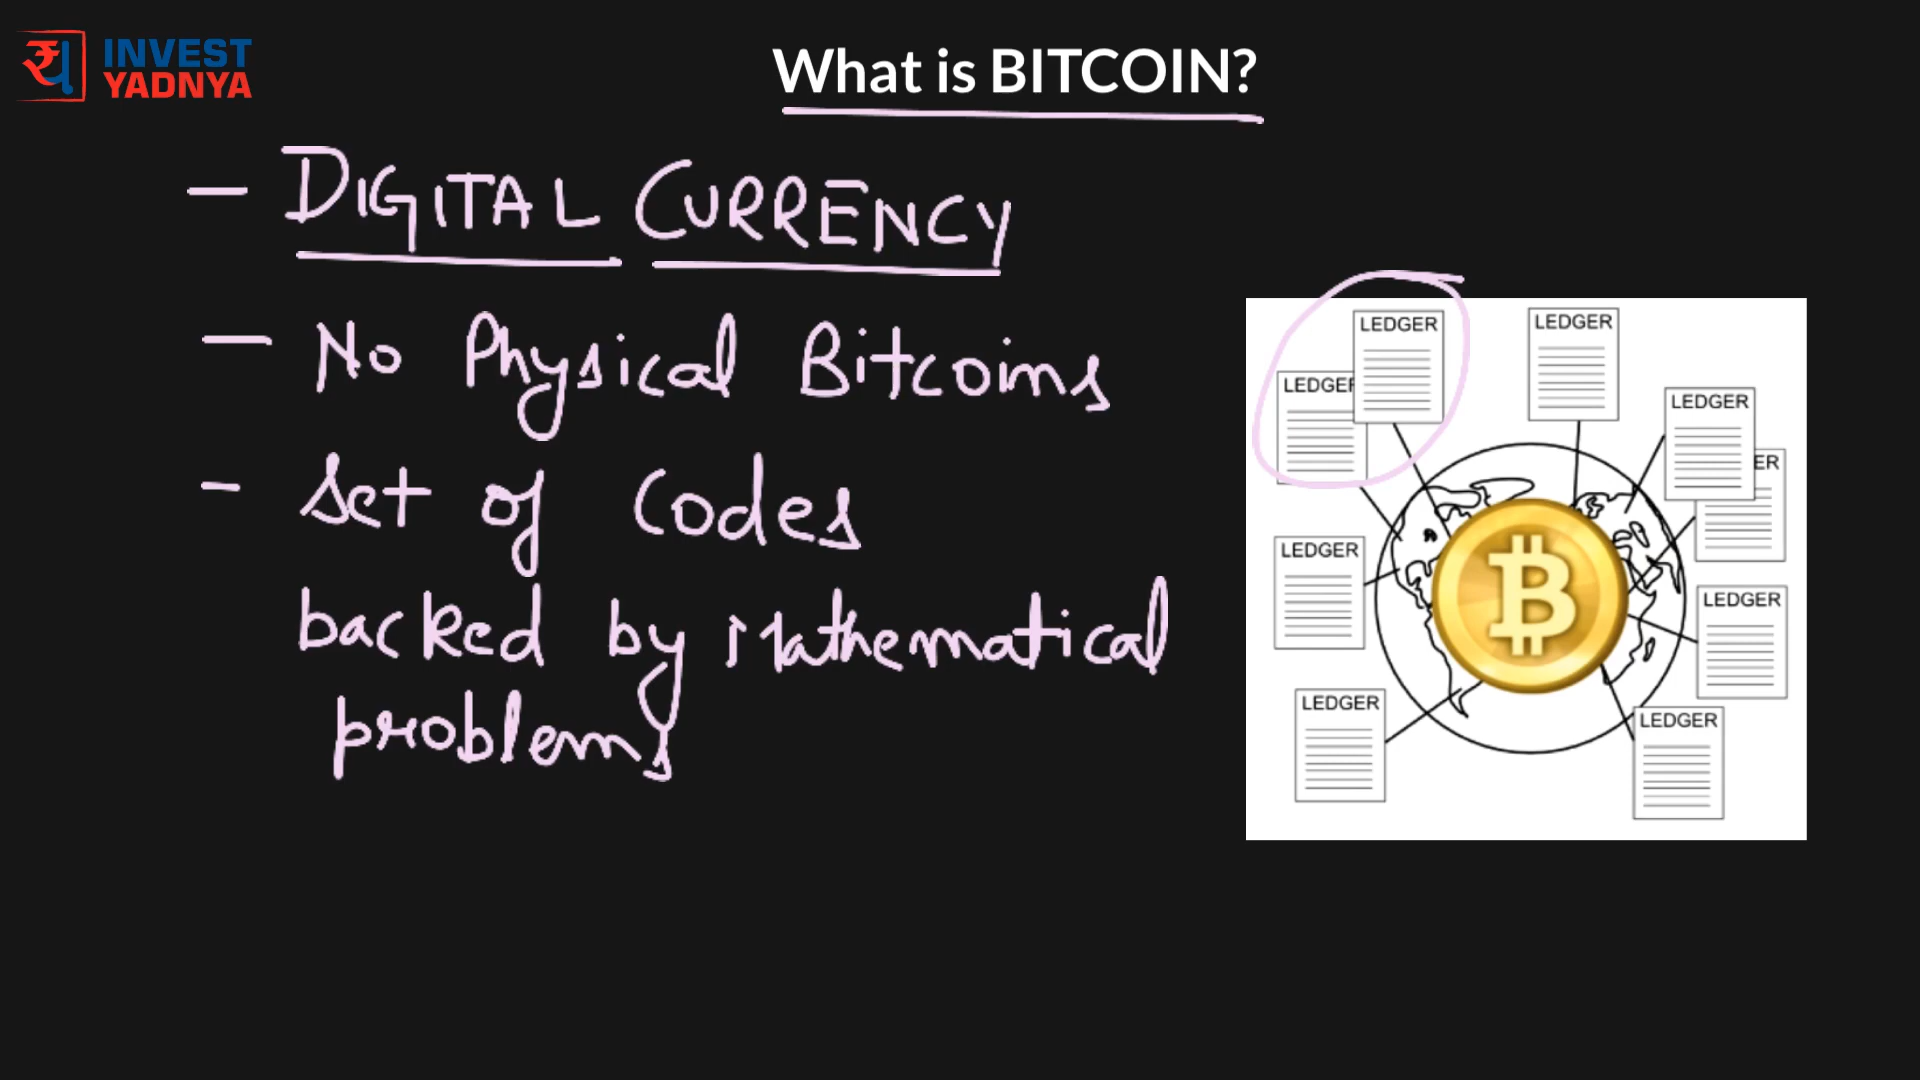 य
INVEST
YADNYA
What is BITCOIN?
— DIGITAL CURRENCY
— No Physical Bitcoins
- Set of Codes
backed by Mathematical
problems
LEDGER
LEDGER
LEDGER
LEDGER
ER
LEDGER
LEDGER
LEDGER
LEDGER
B